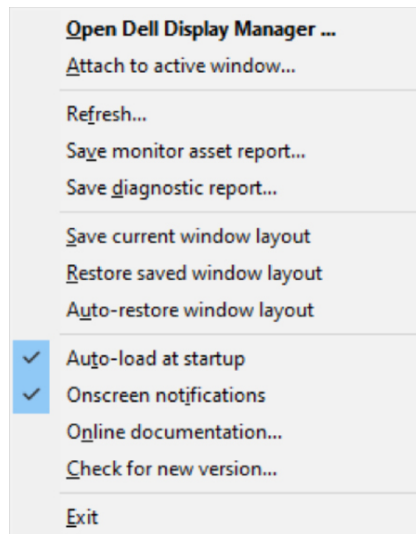 Open Dell Display Manager ...
Attach to active window...
Refresh...
Save monitor asset report...
Save diagnostic report...
Save current window layout
Restore saved window layout
Auto-restore window layout
Auto-load at startup
Onscreen notifications
Online documentation...
Check for new version...
Exit